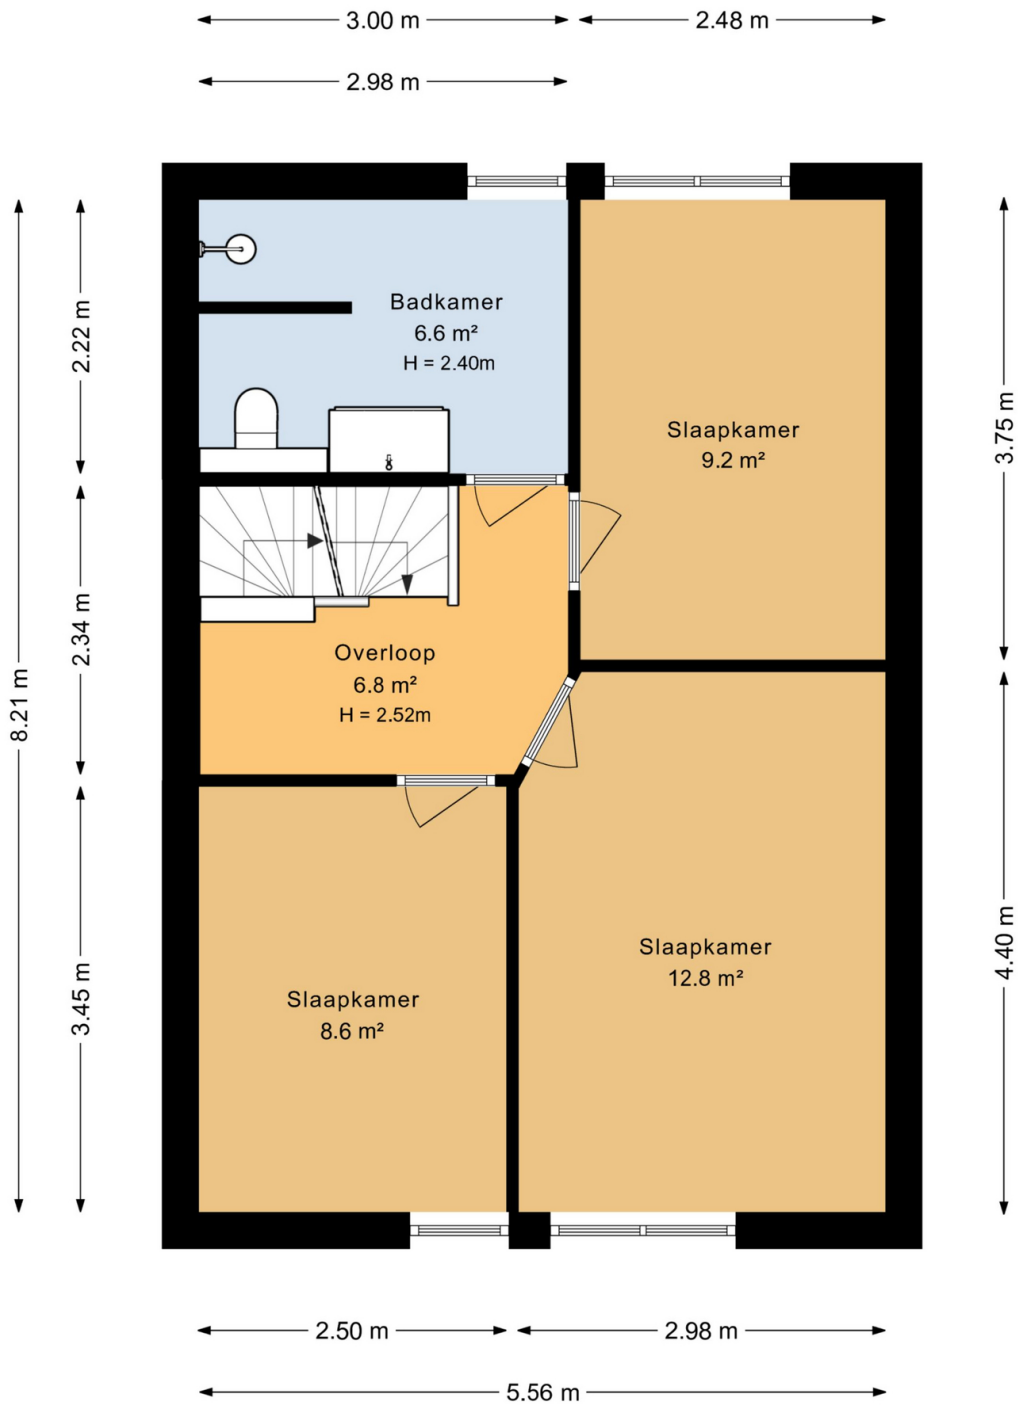 3.00 m
2.48 m
2.98 m
Badkamer
6.6 m²
H = 2.40m
2.22 m
Slaapkamer
9.2 m²
3.75 m
2.34 m
8.21 m
Overloop
6.8 m²
H = 2.52m
Slaapkamer
12.8 m²
4.40 m
3.45 m
Slaapkamer
8.6 m²
2.50 m
2.98 m
5.56 m